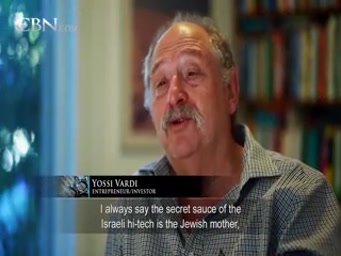 CBN.com
YOSSI VARDI
ENTREPRENEUR/INVESTOR
I always say the secret sauce of the
Israeli hi-tech is the Jewish mother,